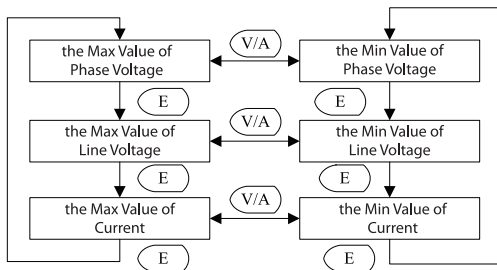 the Max Value of
Phase Voltage
V/A
the Min Value of
Phase Voltage
E
E
the Max Value of
Line Voltage
V/A
the Min Value of
Line Voltage
E
E
the Max Value of
Current
V/A
the Min Value of
Current
E
E